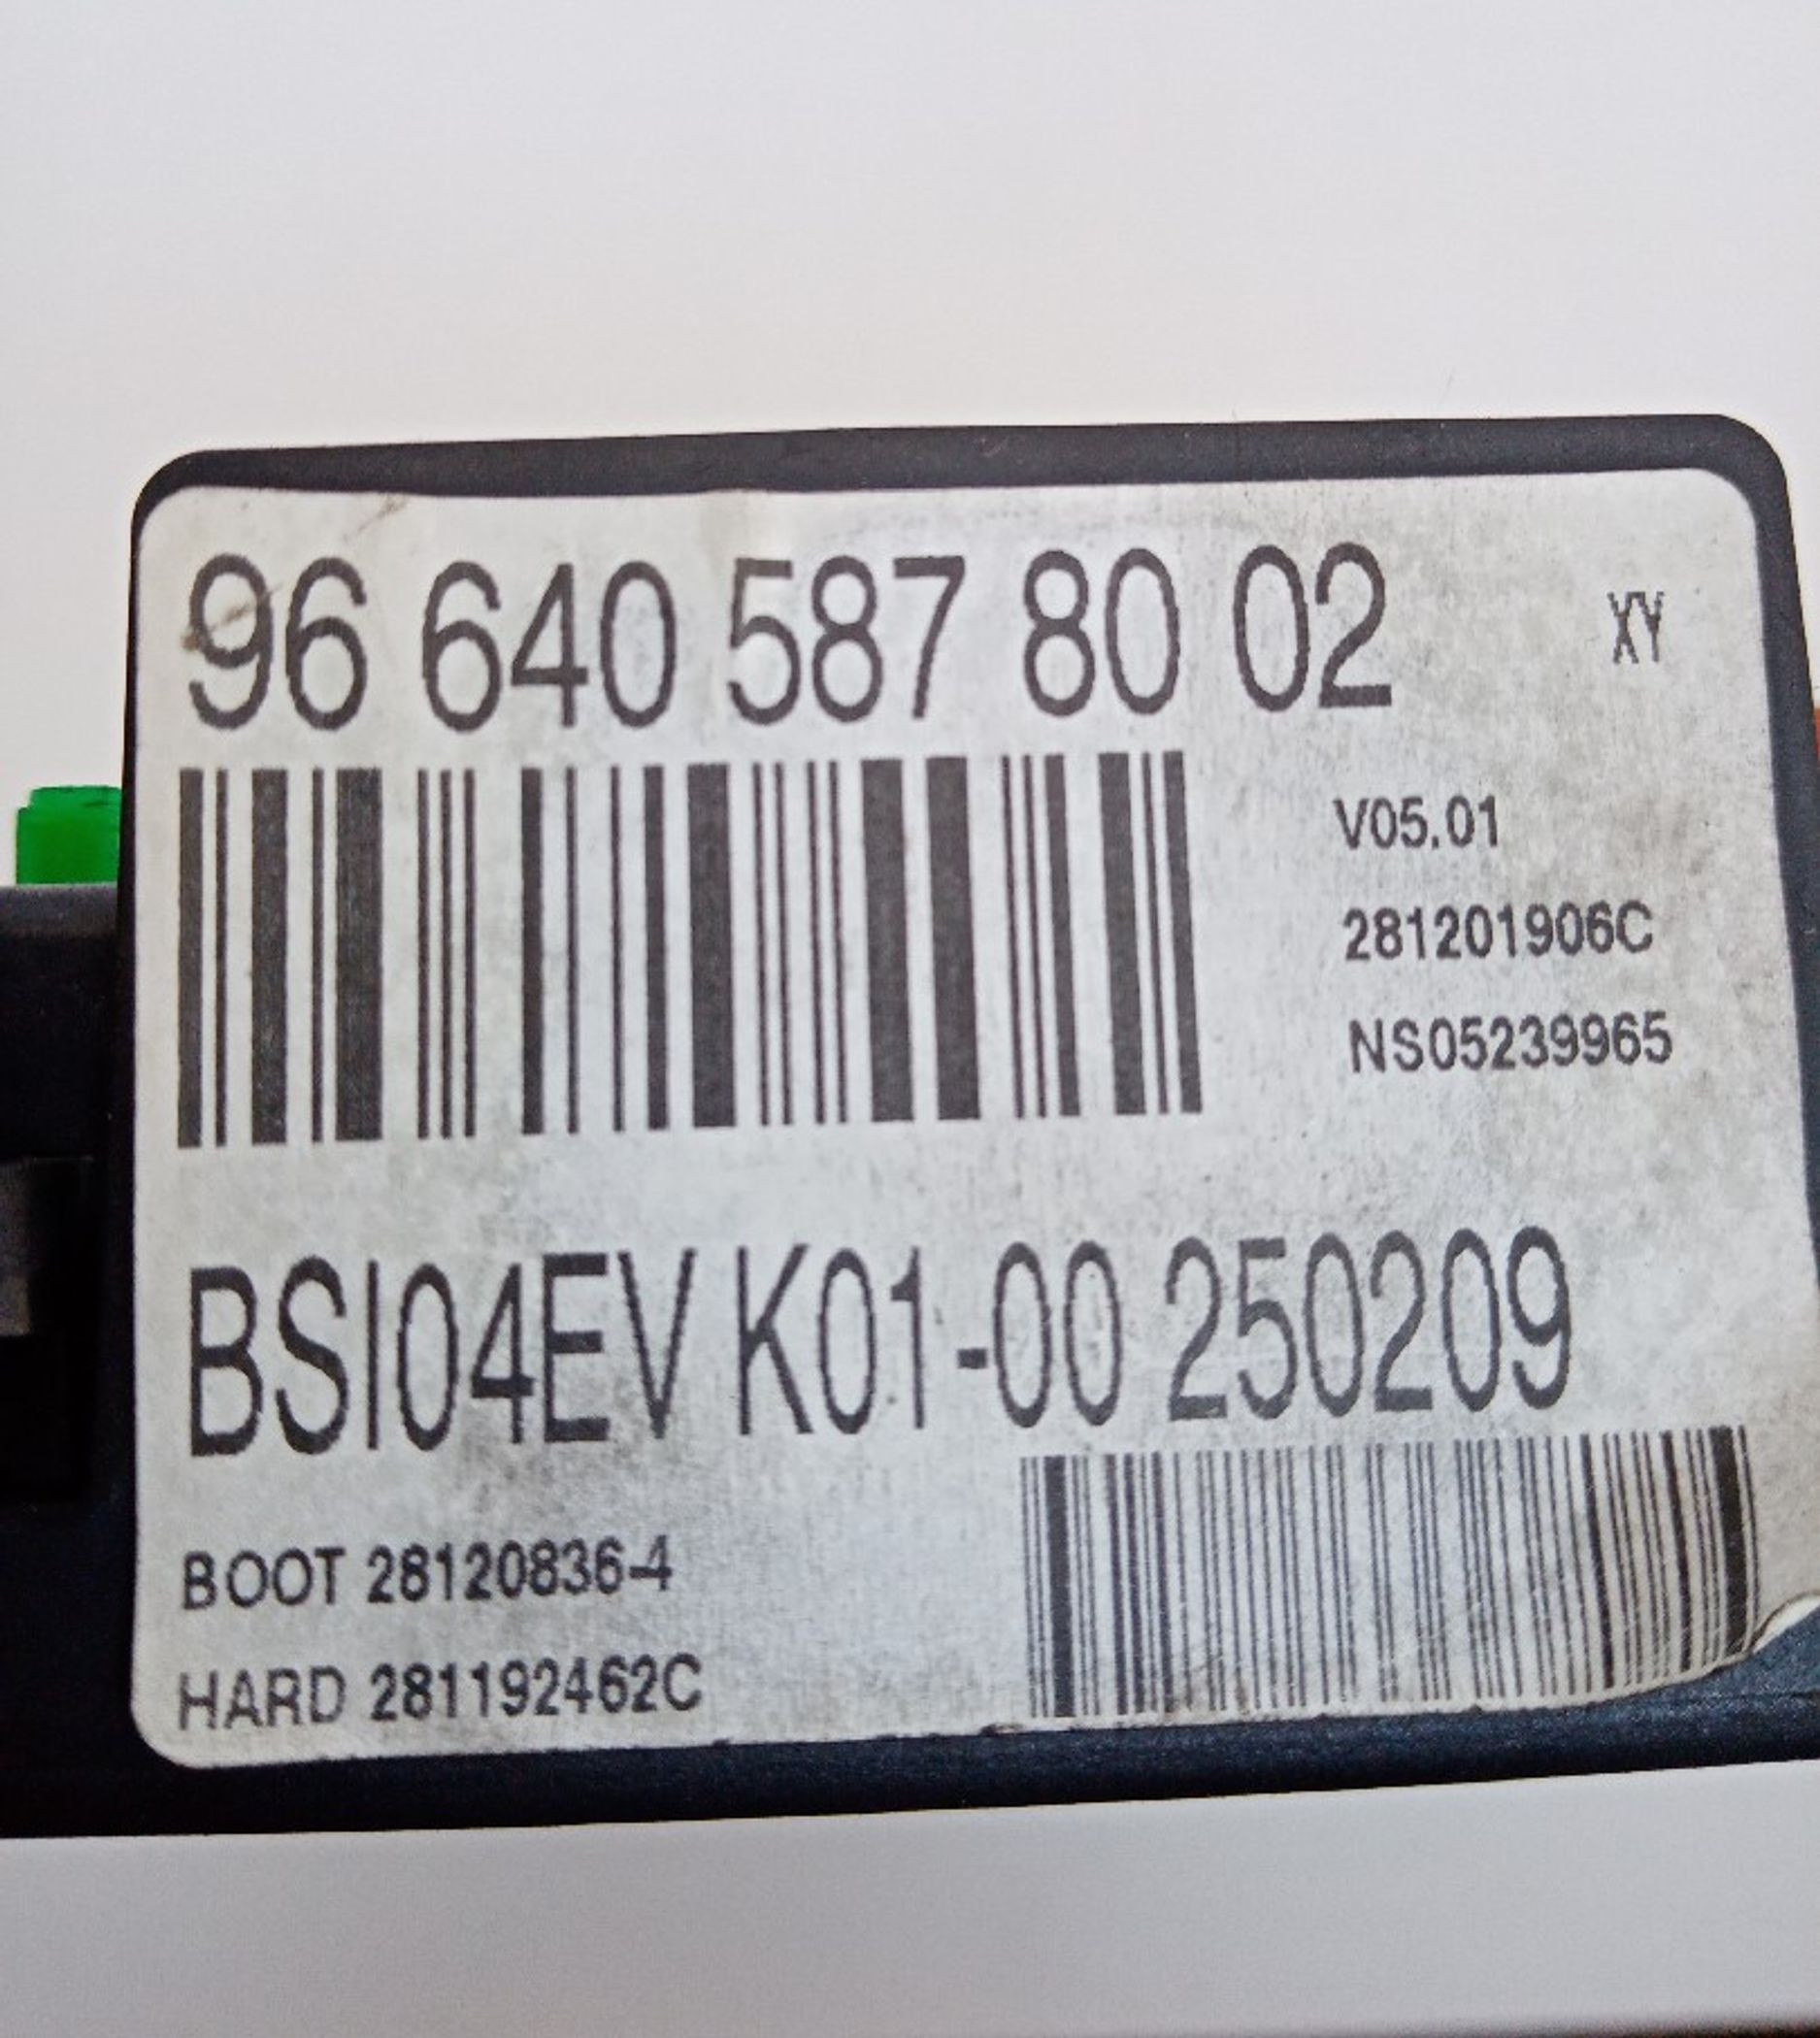 96 640 587 80 02 XY
V05.01
281201906C
NS05239965
BSI04EV K01-00 250209
BOOT 28120836-4
HARD 281192462C